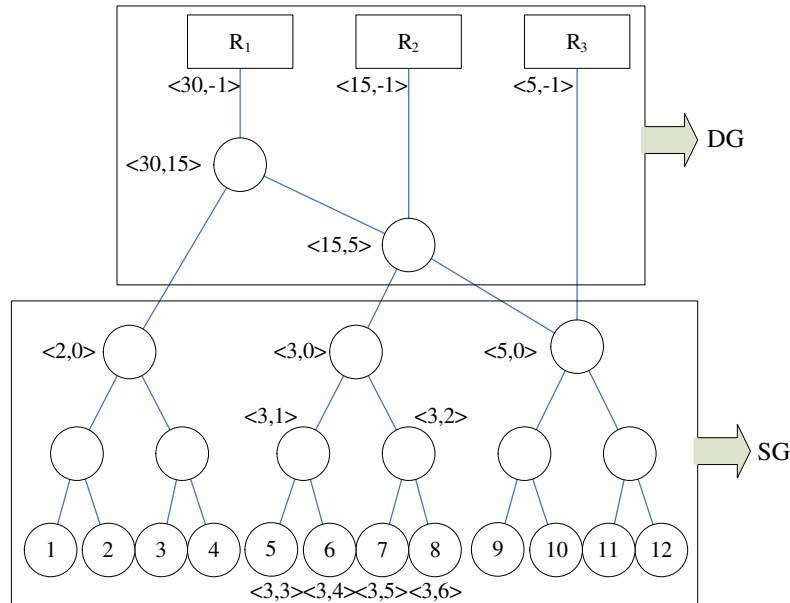 R₁ R₂ R₃
<30,-1> <15,-1> <5,-1>
DG
<30,15>
<15,5>
<2,0> <3,0> <5,0>
<3,1> <3,2>
SG
1 2 3 4 5 6 7 8 9 10 11 12
<3,3> <3,4> <3,5> <3,6>